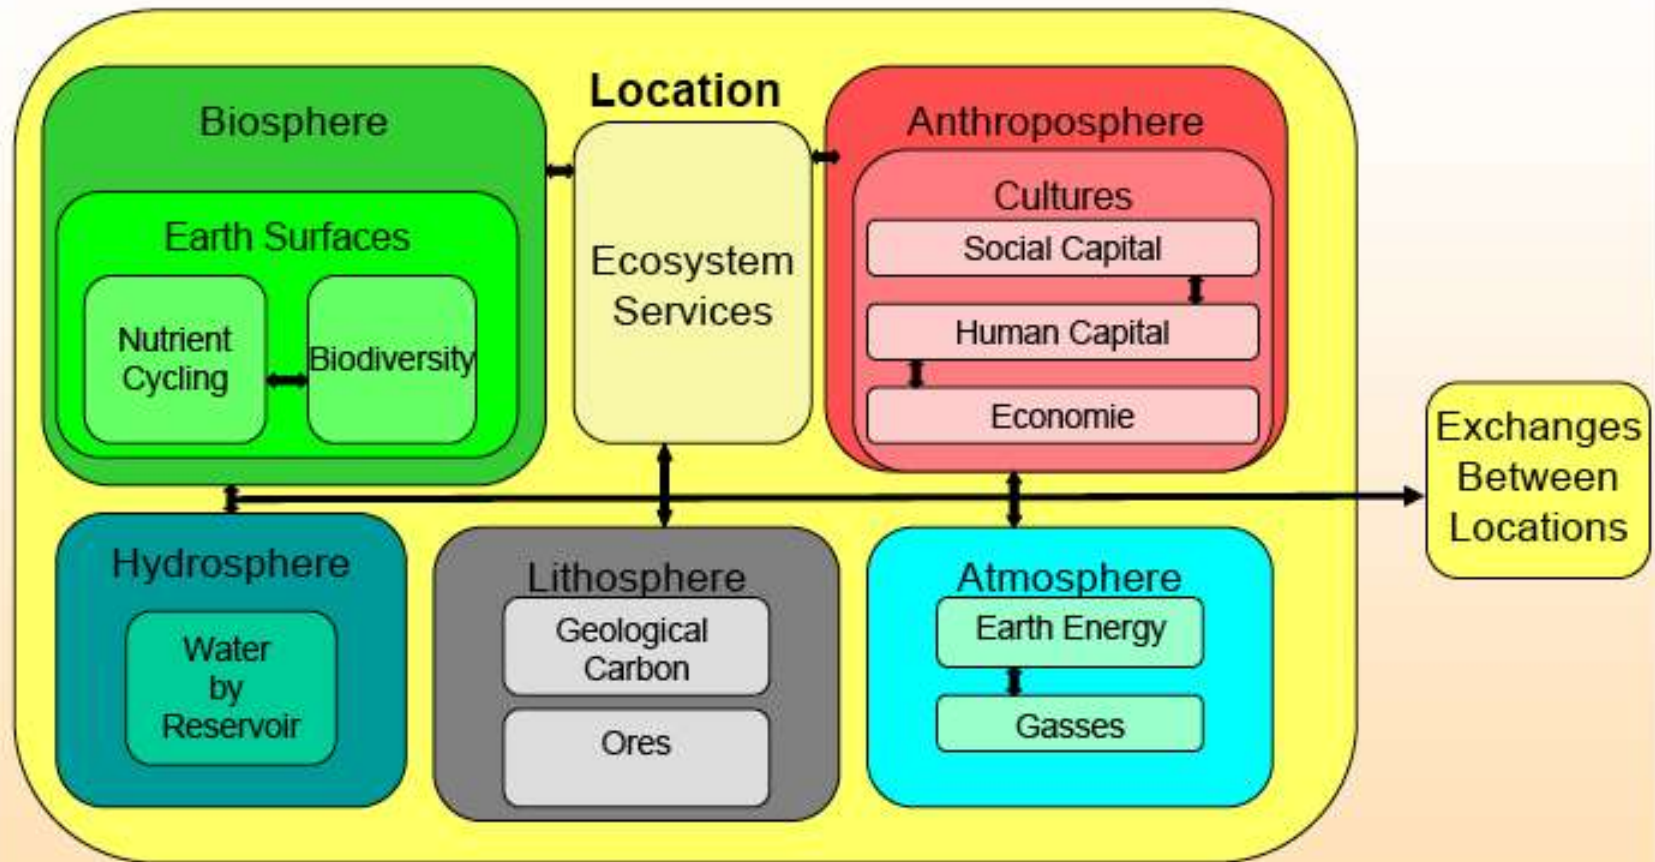 Location
Biosphere
Earth Surfaces
Nutrient
Cycling
Biodiversity
Ecosystem
Services
Anthroposphere
Cultures
Social Capital
Human Capital
Economie
Exchanges
Between
Locations
Hydrosphere
Water
by
Reservoir
Lithosphere
Geological
Carbon
Ores
Atmosphere
Earth Energy
Gasses